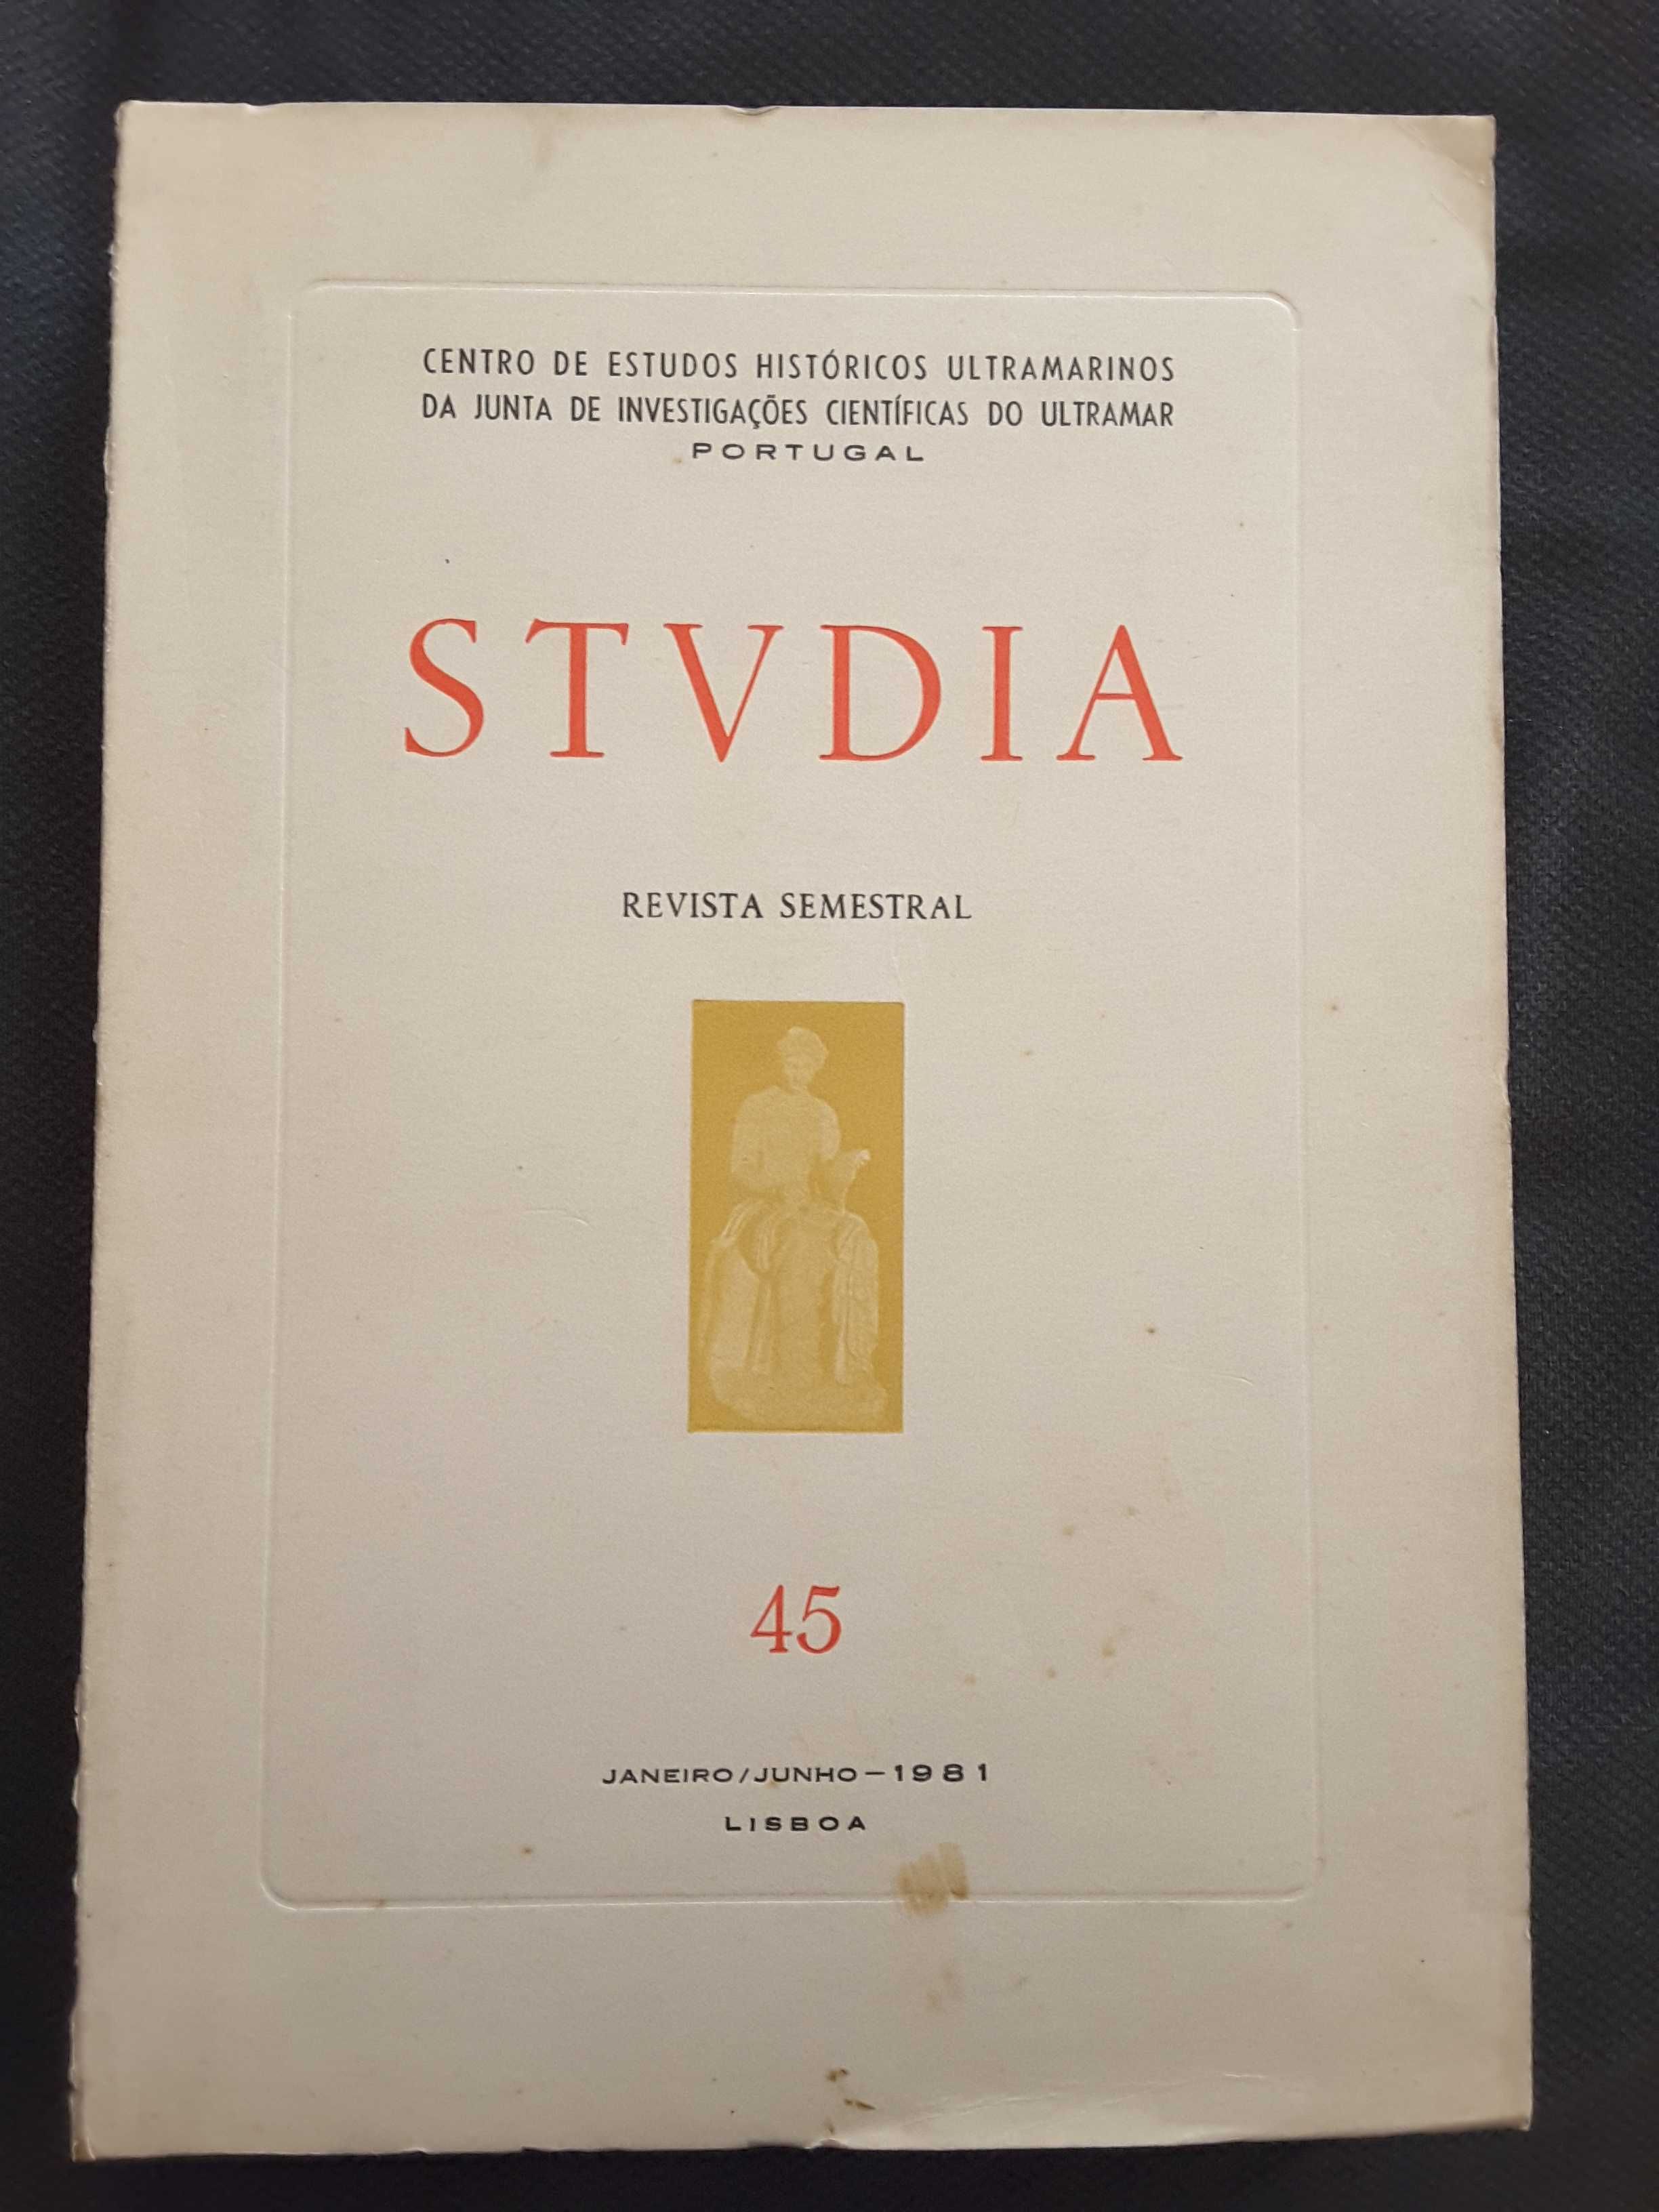 CENTRO DE ESTUDOS HISTÓRICOS ULTRAMARINOS
DA JUNTA DE INVESTIGAÇÕES CIENTÍFICAS DO ULTRAMAR
PORTUGAL
STVDIA
REVISTA SEMESTRAL
45
JANEIRO/JUNHO — 1981
LISBOA